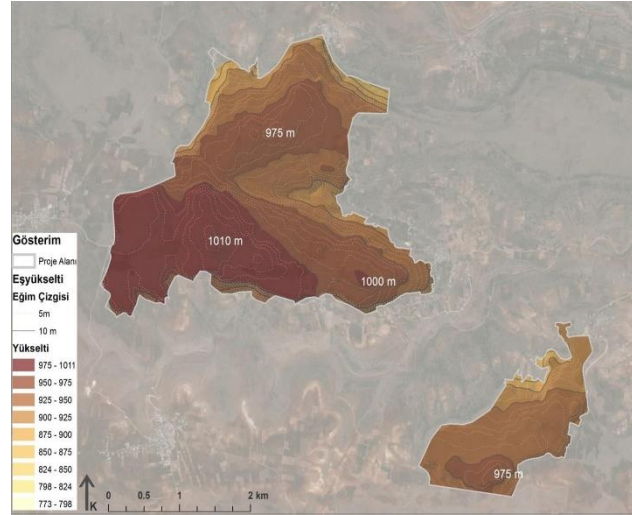 975 m
1010 m
1000 m
975 m
Gösterim
Proje Alanı
Eşyükselti
Eğim Çizgisi
5m
10 m
Yükselti
975 - 1011
950 - 975
925 - 950
900 - 925
875 - 900
850 - 875
824 - 850
798 - 824
773 - 798
K
0 0.5 1 2 km